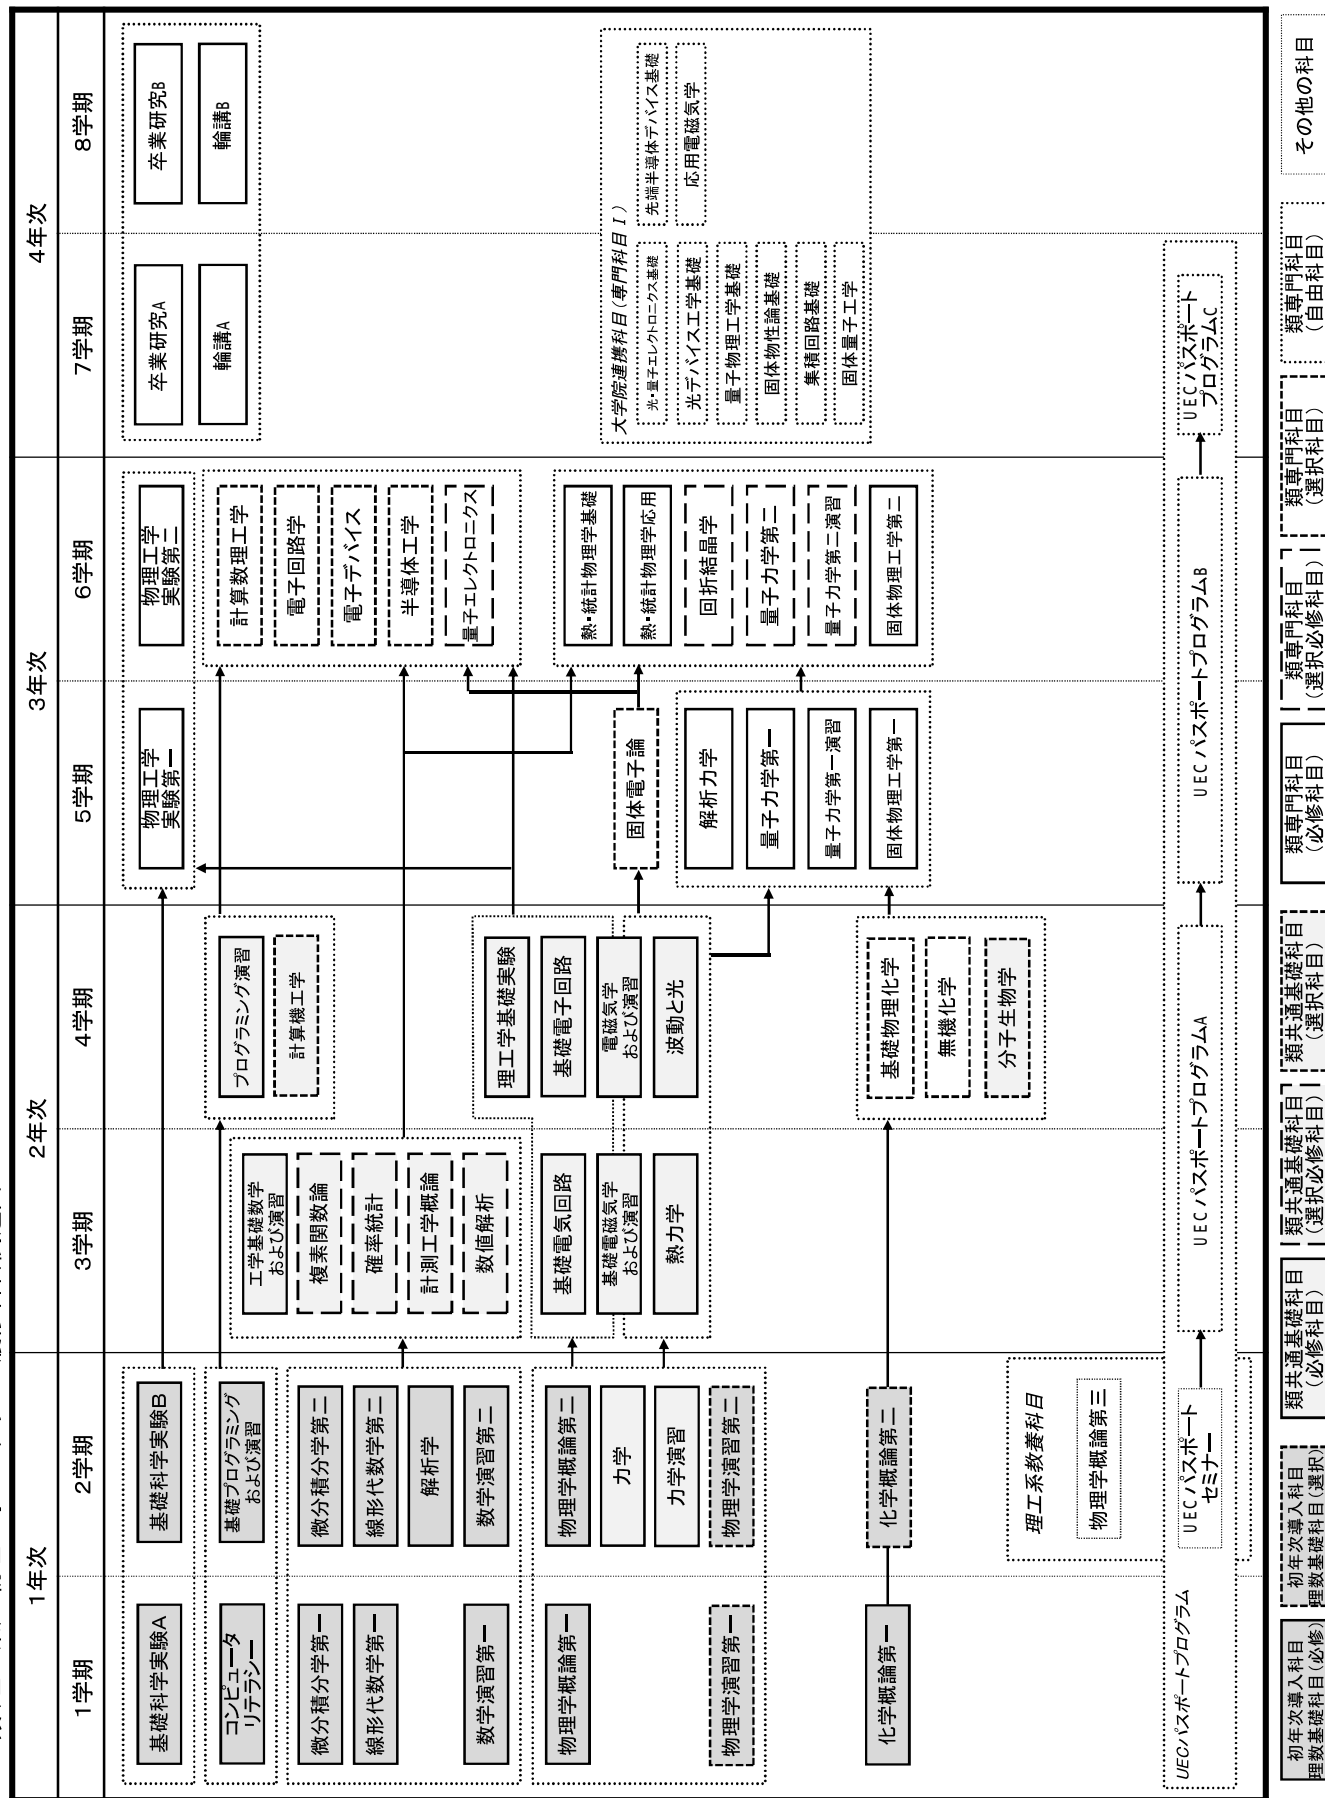 1年次
2年次
3年次
4年次
1学期
2学期
3学期
4学期
5学期
6学期
7学期
8学期
基礎科学実験A
基礎科学実験B
物理工学
実験第一
物理工学
実験第二
卒業研究A
卒業研究B
輪講A
輪講B
コンピュータ
リテラシー
基礎プログラミング
および演習
プログラミング演習
計算機工学
計算数理工学
電子回路学
電子デバイス
半導体工学
量子エレクトロニクス
微分積分学第一
線形代数学第一
数学演習第一
微分積分学第二
線形代数学第二
解析学
数学演習第二
工学基礎数学
および演習
複素関数論
確率統計
計測工学概論
数値解析
物理学概論第一
物理学演習第一
物理学概論第二
力学
力学演習
物理学演習第二
基礎電気回路
基礎電磁気学
および演習
熱力学
理工学基礎実験
基礎電子回路
電磁気学
および演習
波動と光
固体電子論
解析力学
量子力学第一
量子力学第一演習
固体物理工学第一
熱・統計物理学基礎
熱・統計物理学応用
回折結晶学
量子力学第二
量子力学第二演習
固体物理工学第二
大学院連携科目(専門科目Ⅰ)
光・量子エレクトロニクス基礎
光デバイス工学基礎
量子物理工学基礎
固体物性論基礎
集積回路基礎
固体量子工学
先端半導体デバイス基礎
応用電磁気学
化学概論第一
化学概論第二
基礎物理化学
無機化学
分子生物学
理工系教養科目
物理学概論第三
UECパスポートプログラム
UECパスポート
セミナー
UECパスポートプログラムA
UECパスポートプログラムB
UECパスポート
プログラムC
初年次導入科目
理数基礎科目(必修)
初年次導入科目
理数基礎科目(選択)
類共通基礎科目
(必修科目)
類共通基礎科目
(選択必修科目)
類共通基礎科目
(選択科目)
類専門科目
(必修科目)
類専門科目
(選択必修科目)
類専門科目
(選択科目)
類専門科目
(自由科目)
その他の科目